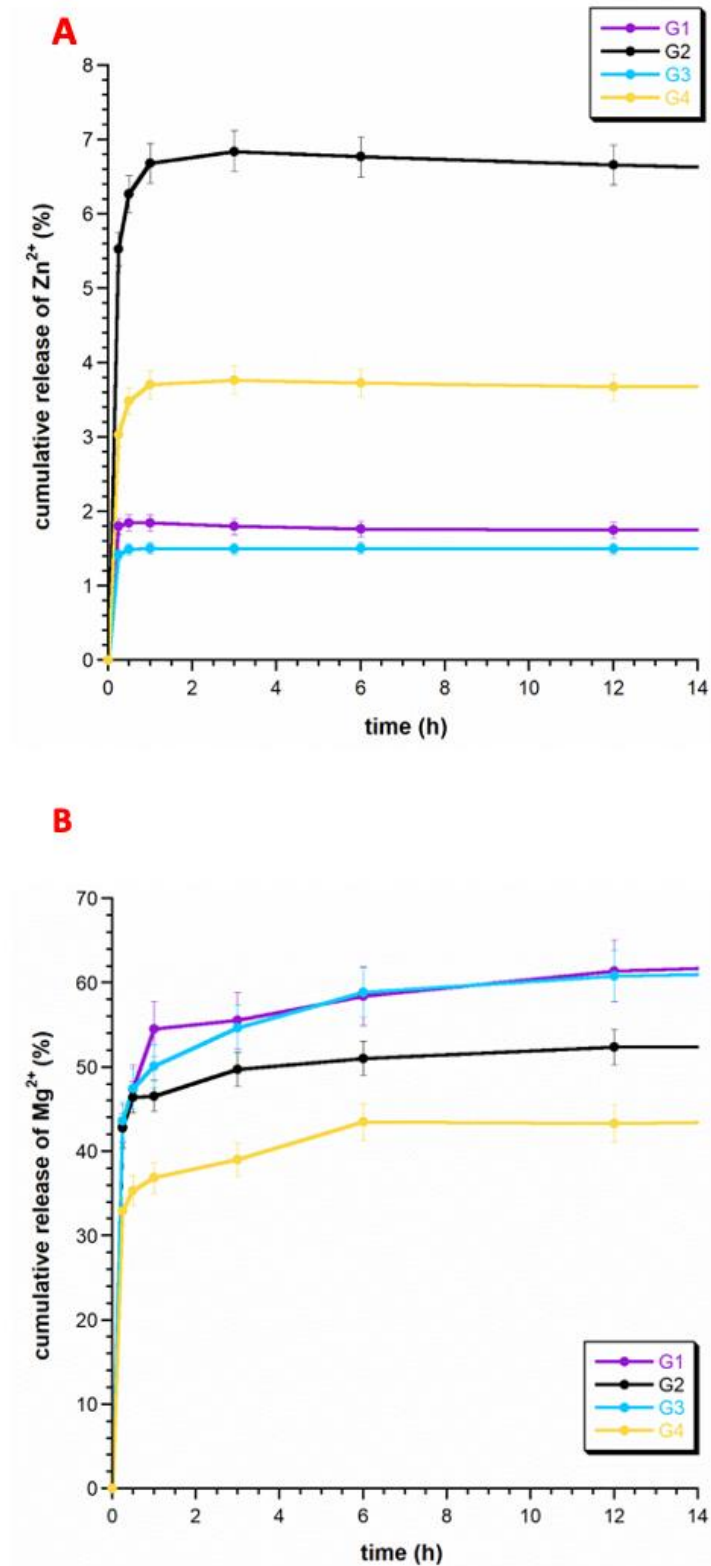 A
G1
G2
G3
G4
8
7
6
5
4
3
2
1
0
cumulative release of Zn²⁺ (%)
0 2 4 6 8 10 12 14
time (h)
B
70
60
50
40
30
20
10
0
cumulative release of Mg²⁺ (%)
G1
G2
G3
G4
0 2 4 6 8 10 12 14
time (h)